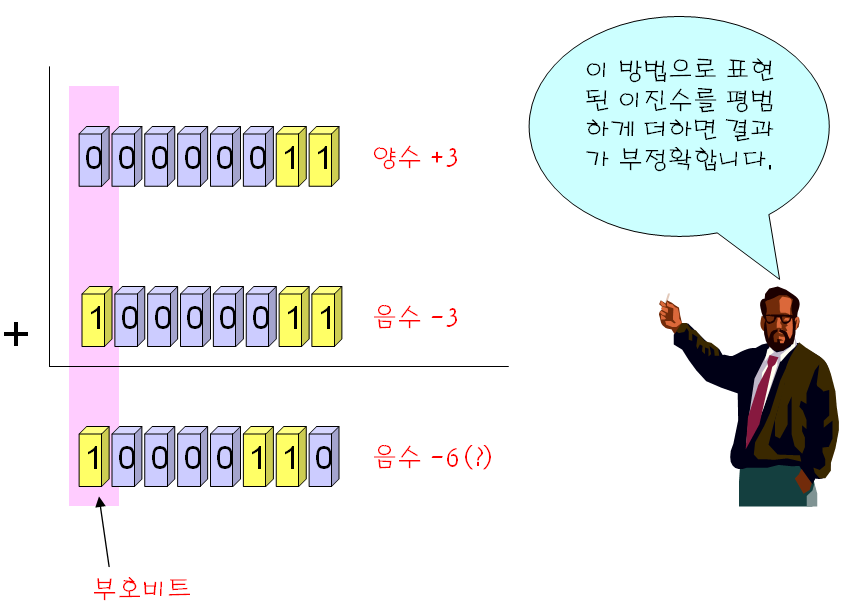 이 방법으로 표현
된 이진수를 평범
하게 더하면 결과
가 부정확합니다.
0 0 0 0 0 0 1 1 양수 +3
+
1 0 0 0 0 0 1 1 음수 -3
1 0 0 0 0 1 1 0 음수 -6(?)
부호비트